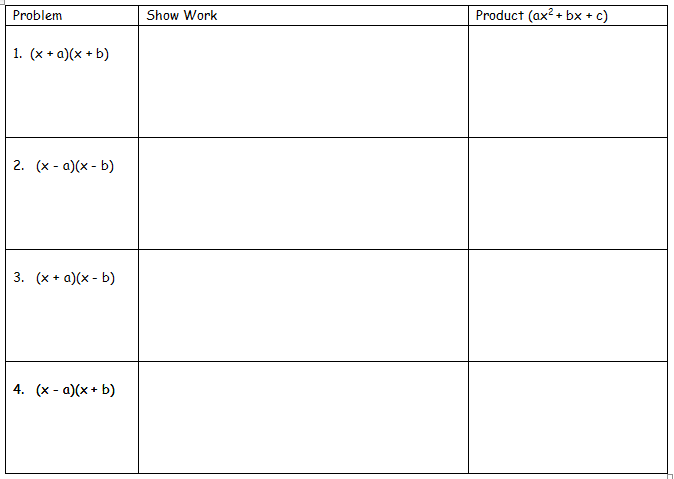 Problem Show Work Product (ax² + bx + c)
1. (x + a)(x + b)
2. (x - a)(x - b)
3. (x + a)(x - b)
4. (x - a)(x + b)